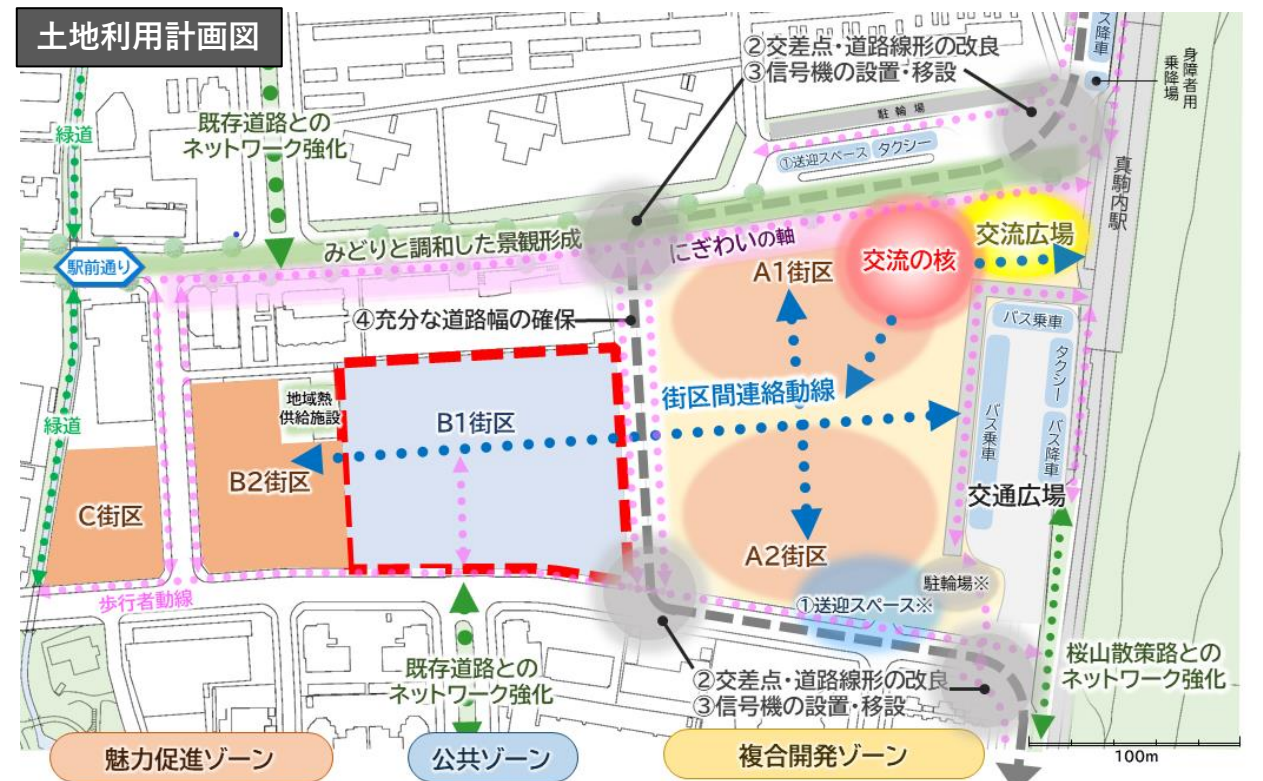 土地利用計画図
②交差点・道路線形の改良
③信号機の設置・移設
バス降車
身障者用
乗降場
緑道
既存道路との
ネットワーク強化
駐輪場
①送迎スペース
タクシー
真駒内駅
みどりと調和した景観形成
にぎわいの軸
交流の核
交流広場
駅前通り
A1街区
④充分な道路幅の確保
バス乗車
タクシー
地域熱
供給施設
街区間連絡動線
B1街区
バス乗車
バス降車
緑道
B2街区
交通広場
C街区
A2街区
駐輪場※
歩行者動線
①送迎スペース※
既存道路との
ネットワーク強化
②交差点・道路線形の改良
③信号機の設置・移設
桜山散策路との
ネットワーク強化
魅力促進ゾーン
公共ゾーン
複合開発ゾーン
100m